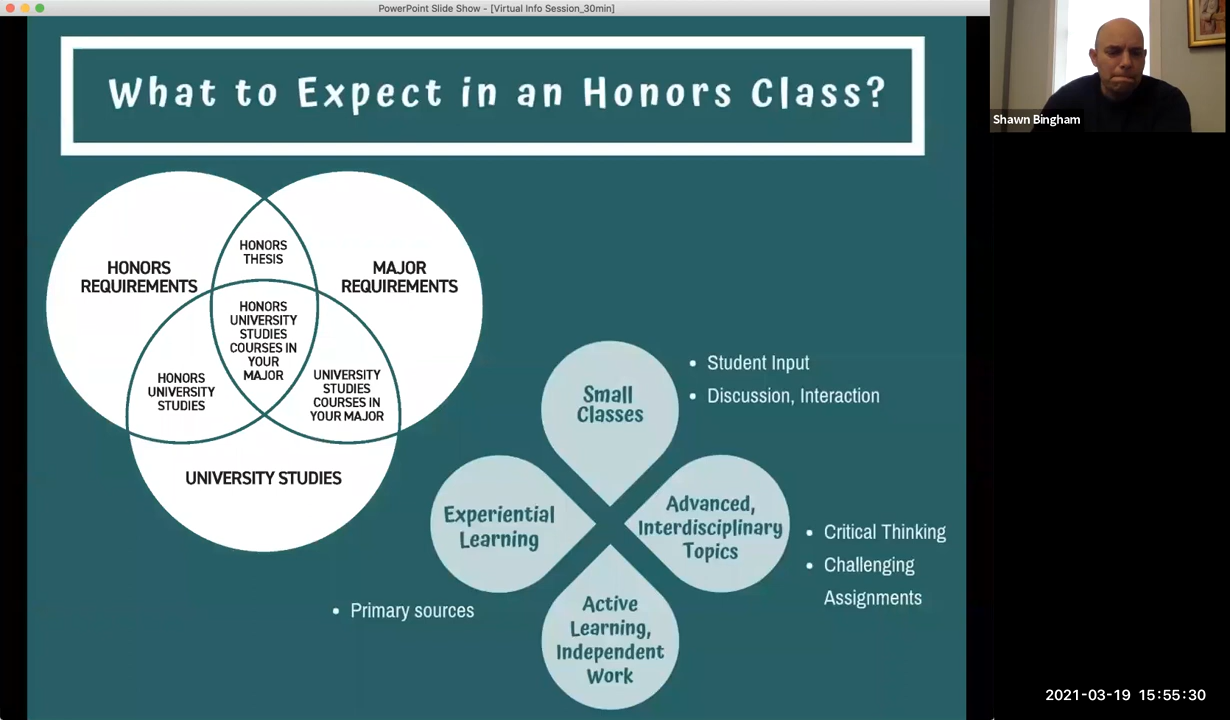 PowerPoint Slide Show - [Virtual Info Session_30min]
What to Expect in an Honors Class?
Shawn Bingham
HONORS
REQUIREMENTS
HONORS
THESIS
MAJOR
REQUIREMENTS
HONORS
UNIVERSITY
STUDIES
COURSES IN
YOUR
MAJOR
HONORS
UNIVERSITY
STUDIES
UNIVERSITY
STUDIES
COURSES IN
YOUR MAJOR
UNIVERSITY STUDIES
Small
Classes
• Student Input
• Discussion, Interaction
Experiential
Learning
• Primary sources
Advanced,
Interdisciplinary
Topics
• Critical Thinking
• Challenging
Assignments
Active
Learning,
Independent
Work
2021-03-19 15:55:30